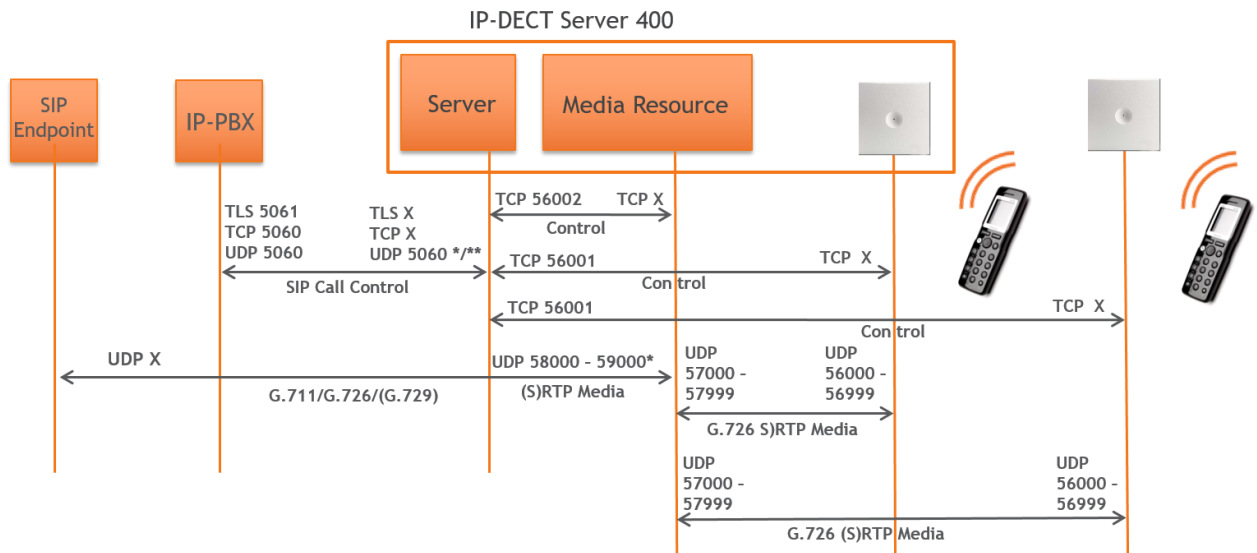 IP-DECT Server 400
SIP
Endpoint
IP-PBX
Server
Media Resource
TCP 56002
TCP X
Control
TLS 5061
TCP 5060
UDP 5060
TLS X
TCP X
UDP 5060 */**
SIP Call Control
TCP 56001
TCP X
Control
TCP 56001
TCP X
Control
UDP X
UDP 58000 - 59000*
G.711/G.726/(G.729)
(S)RTP Media
UDP
57000 -
57999
UDP
56000 -
56999
G.726 S)RTP Media
UDP
57000 -
57999
UDP
56000 -
56999
G.726 (S)RTP Media